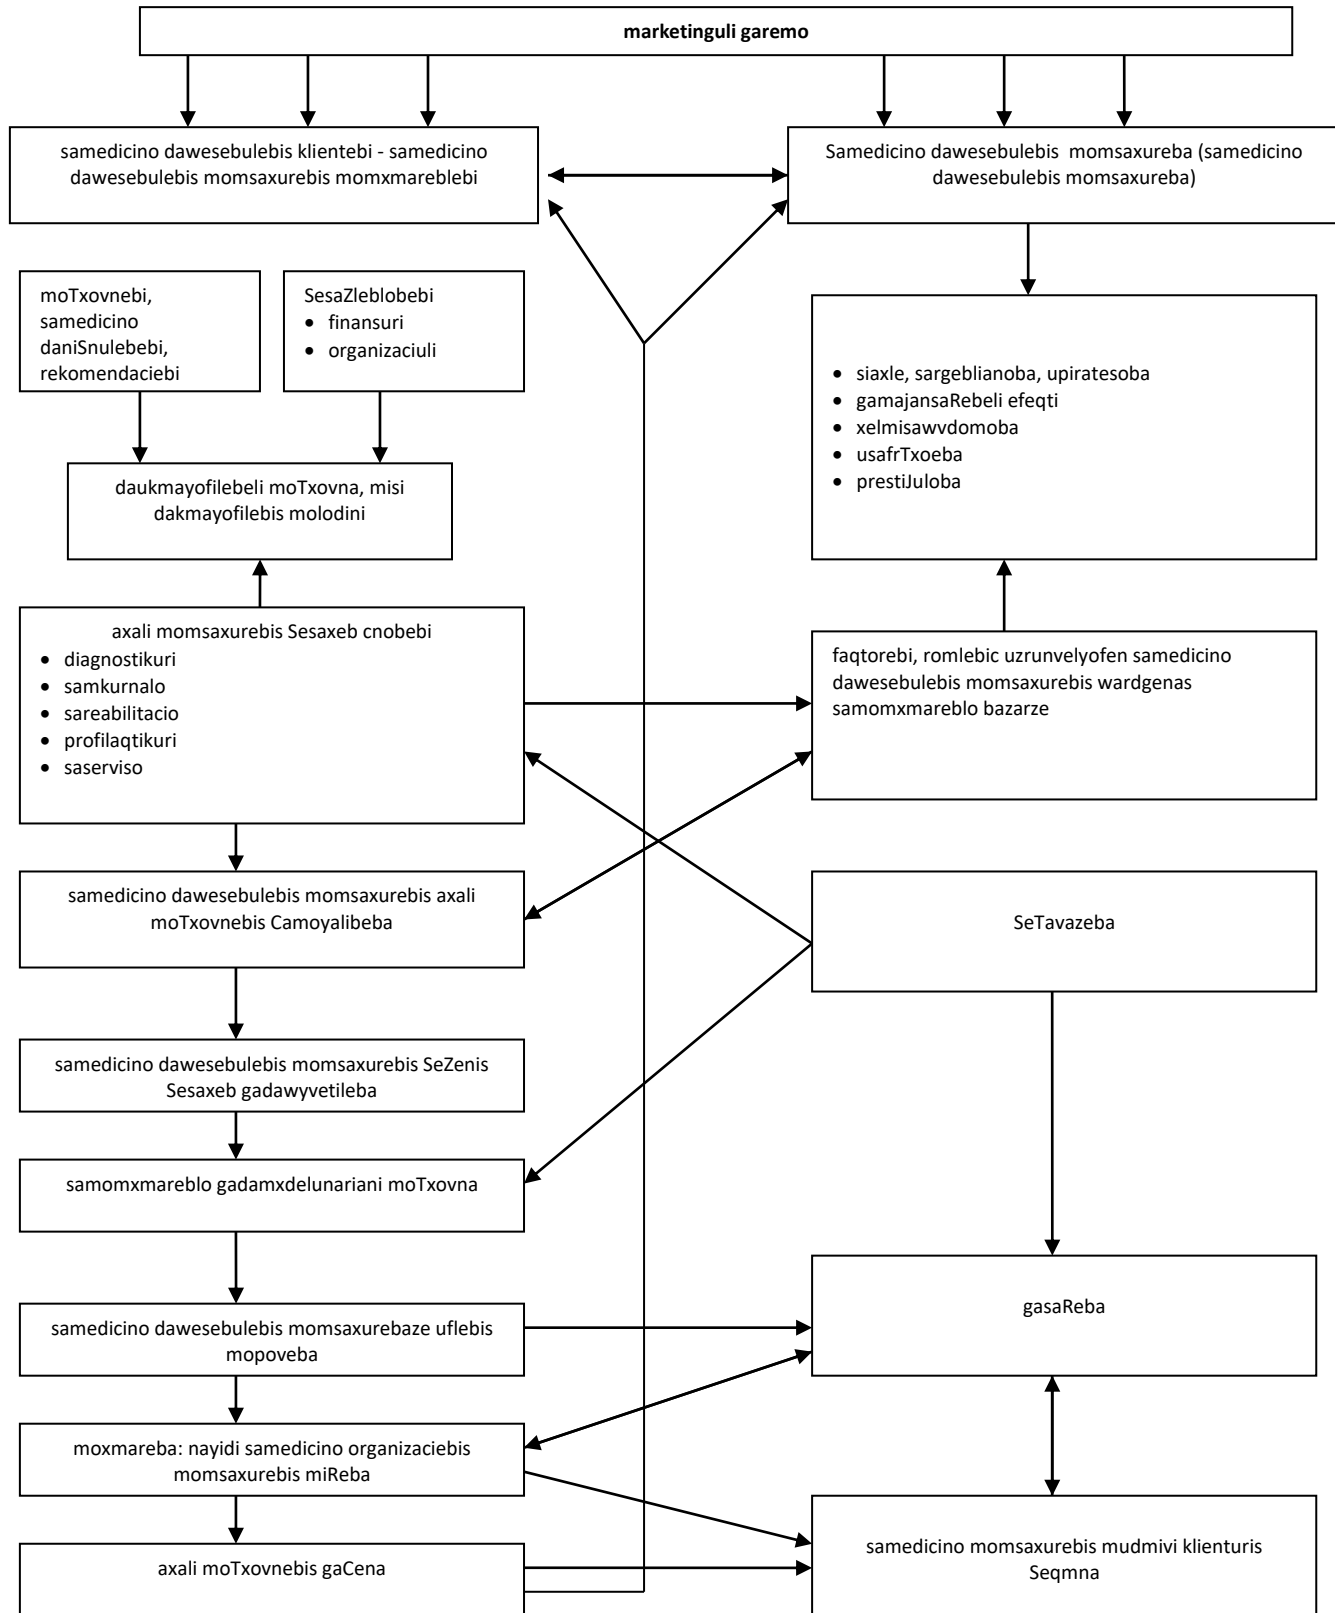 marketinguli garemo
samedicino dawesebulebis klientebi - samedicino
dawesebulebis momsaxurebis momxmareblebi
Samedicino dawesebulebis momsaxureba (samedicino
dawesebulebis momsaxureba)
moTxovnebi,
samedicino
daniSnulebebi,
rekomendaciebi
SesaZleblobebi
• finansuri
• organizaciuli
• siaxle, sargeblianoba, upiratesoba
• gamajansaRebeli efeqti
• xelmisawvdomoba
• usafrTxoeba
• prestiJuloba
daukmayofilebeli moTxovna, misi
dakmayofilebis molodini
axali momsaxurebis Sesaxeb cnobebi
• diagnostikuri
• samkurnalo
• sareabilitacio
• profilaqtikuri
• saserviso
faqtorebi, romlebic uzrunvelyofen samedicino
dawesebulebis momsaxurebis wardgenas
samomxmareblo bazarze
samedicino dawesebulebis momsaxurebis axali
moTxovnebis Camoyalibeba
SeTavazeba
samedicino dawesebulebis momsaxurebis SeZenis
Sesaxeb gadawyvetileba
samomxmareblo gadamxdelunariani moTxovna
samedicino dawesebulebis momsaxurebaze uflebis
mopoveba
gasaReba
moxmareba: nayidi samedicino organizaciebis
momsaxurebis miReba
samedicino momsaxurebis mudmivi klienturis
Seqmna
axali moTxovnebis gaCena